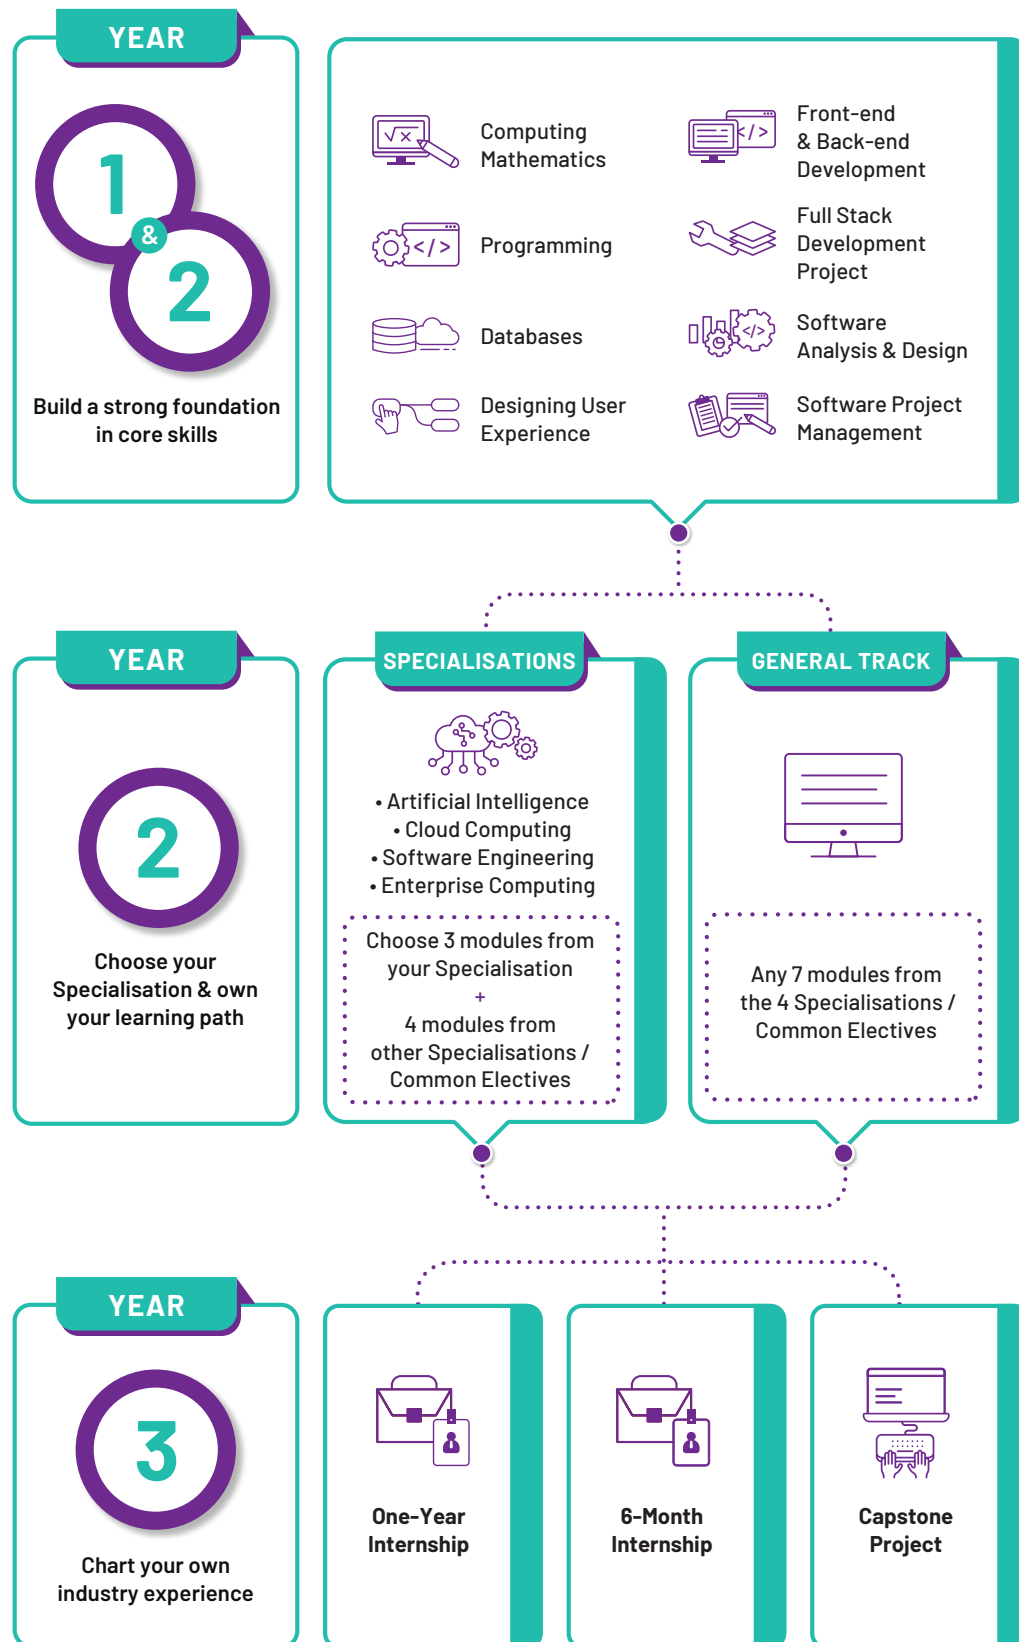 YEAR
1
&
2
Build a strong foundation
in core skills
Computing
Mathematics
Programming
Databases
Designing User
Experience
Front-end
& Back-end
Development
Full Stack
Development
Project
Software
Analysis & Design
Software Project
Management
YEAR
2
Choose your
Specialisation & own
your learning path
SPECIALISATIONS
• Artificial Intelligence
• Cloud Computing
• Software Engineering
• Enterprise Computing
Choose 3 modules from
your Specialisation
+
4 modules from
other Specialisations /
Common Electives
GENERAL TRACK
Any 7 modules from
the 4 Specialisations /
Common Electives
YEAR
3
Chart your own
industry experience
One-Year
Internship
6-Month
Internship
Capstone
Project